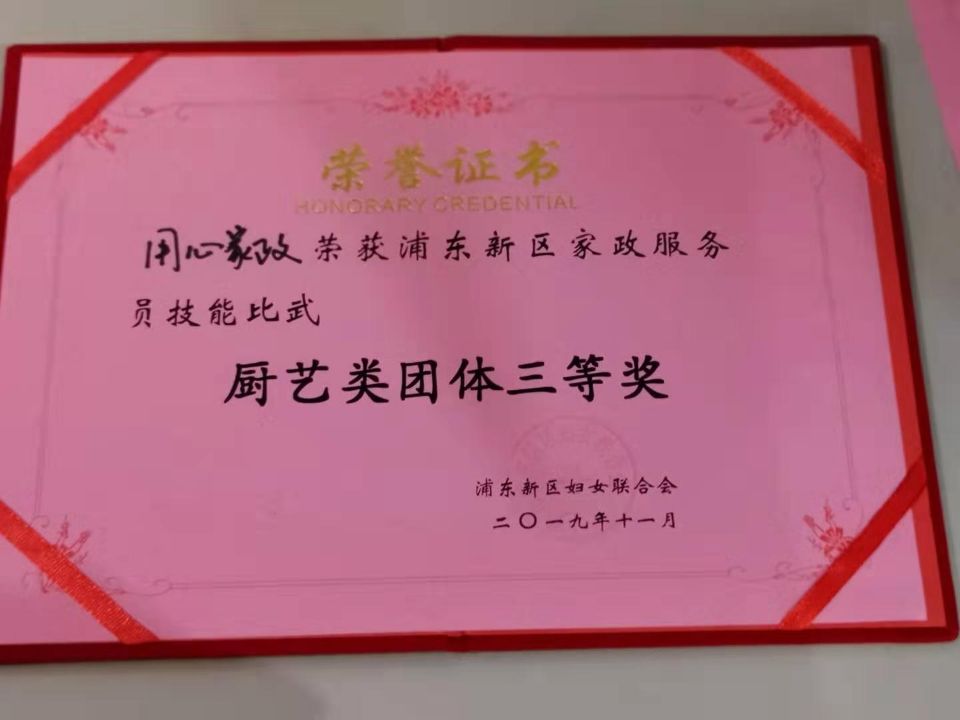 荣誉证书
HONORARY CREDENTIAL
用心家政荣获浦东新区家政服务
员技能比武
厨艺类团体三等奖
浦东新区妇女联合会
二〇一九年十一月